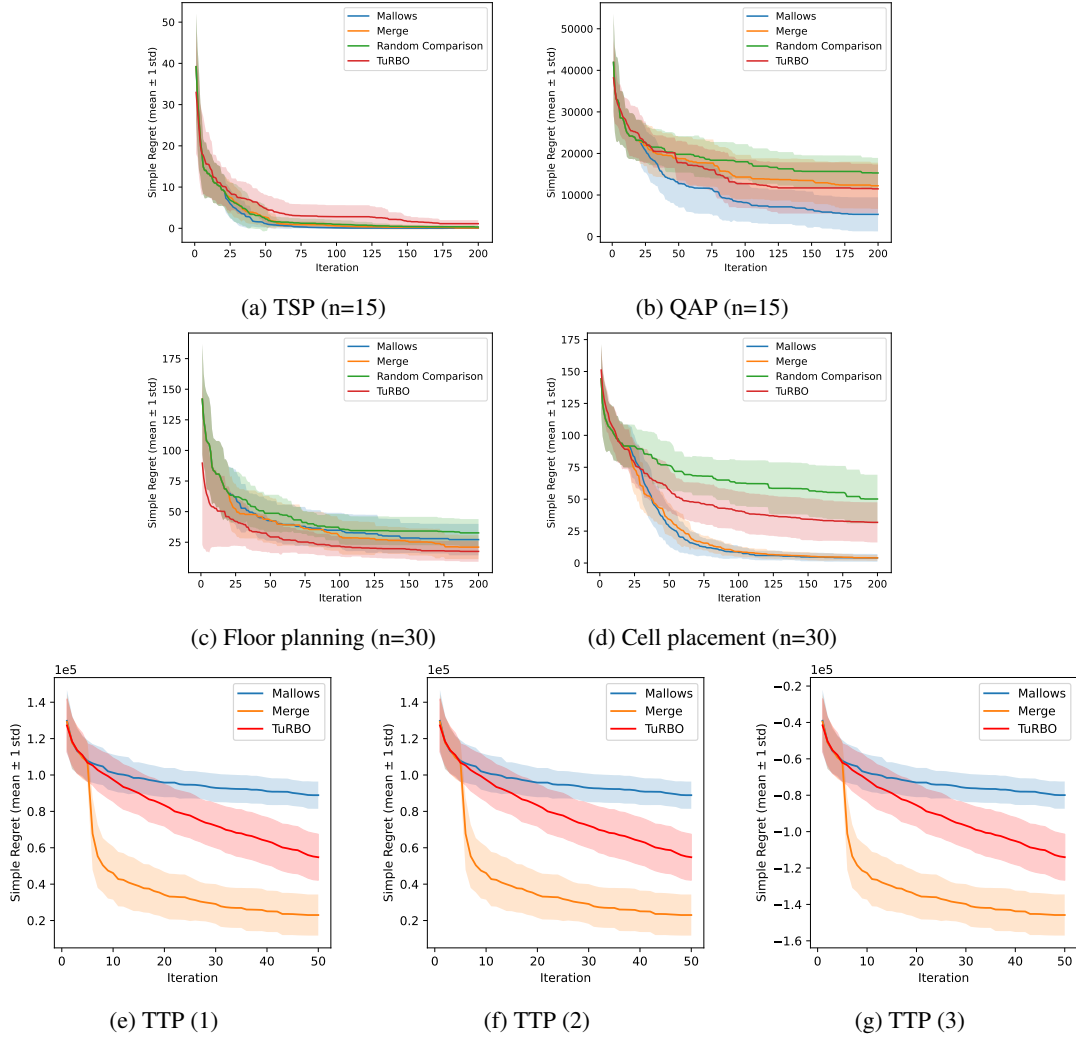 Simple Regret (mean ± 1 std)
50
40
30
20
10
0
Mallows
Merge
Random Comparison
TuRBO
0 25 50 75 100 125 150 175 200
Iteration
(a) TSP (n=15)
Simple Regret (mean ± 1 std)
50000
40000
30000
20000
10000
0
Mallows
Merge
Random Comparison
TuRBO
0 25 50 75 100 125 150 175 200
Iteration
(b) QAP (n=15)
Simple Regret (mean ± 1 std)
175
150
125
100
75
50
25
Mallows
Merge
Random Comparison
TuRBO
0 25 50 75 100 125 150 175 200
Iteration
(c) Floor planning (n=30)
Simple Regret (mean ± 1 std)
175
150
125
100
75
50
25
0
Mallows
Merge
Random Comparison
TuRBO
0 25 50 75 100 125 150 175 200
Iteration
(d) Cell placement (n=30)
1e5
Simple Regret (mean ± 1 std)
1.4
1.2
1.0
0.8
0.6
0.4
0.2
Mallows
Merge
TuRBO
0 10 20 30 40 50
Iteration
(e) TTP (1)
1e5
Simple Regret (mean ± 1 std)
1.4
1.2
1.0
0.8
0.6
0.4
0.2
Mallows
Merge
TuRBO
0 10 20 30 40 50
Iteration
(f) TTP (2)
1e5
Simple Regret (mean ± 1 std)
−0.2
−0.4
−0.6
−0.8
−1.0
−1.2
−1.4
−1.6
Mallows
Merge
TuRBO
0 10 20 30 40 50
Iteration
(g) TTP (3)